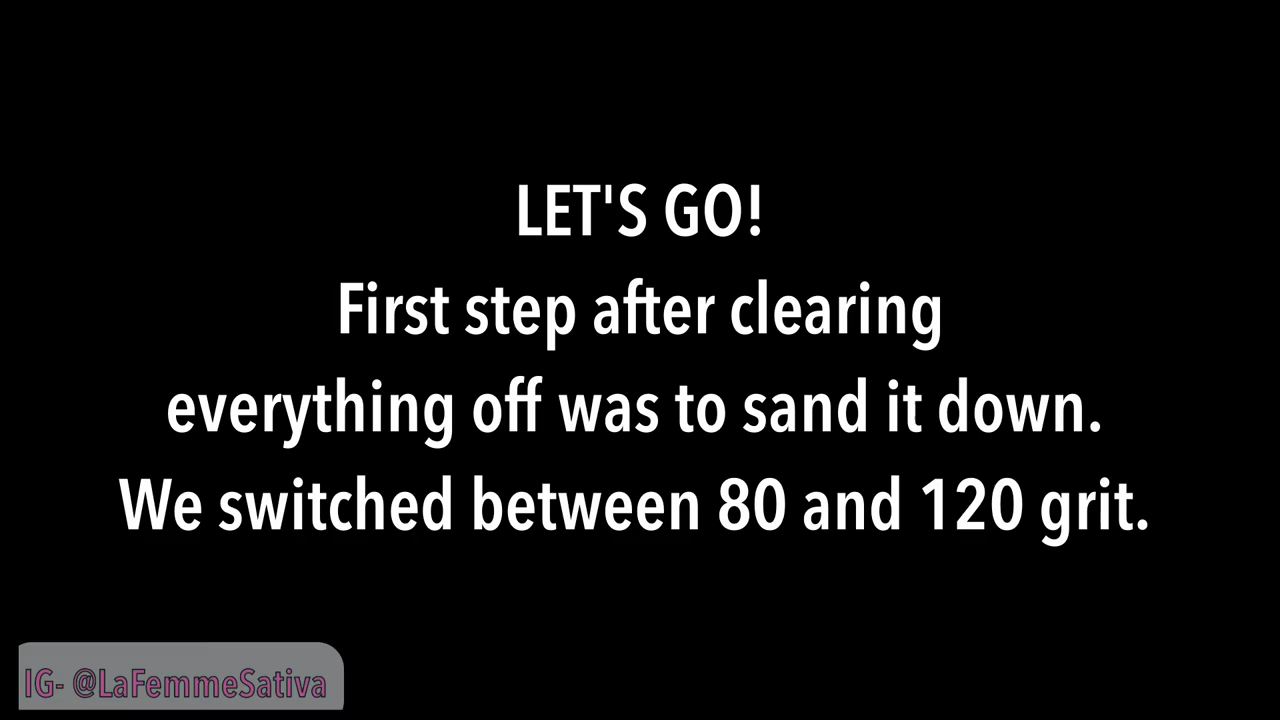 LET'S GO!
First step after clearing
everything off was to sand it down.
We switched between 80 and 120 grit.
IG- @LaFemmeSativa